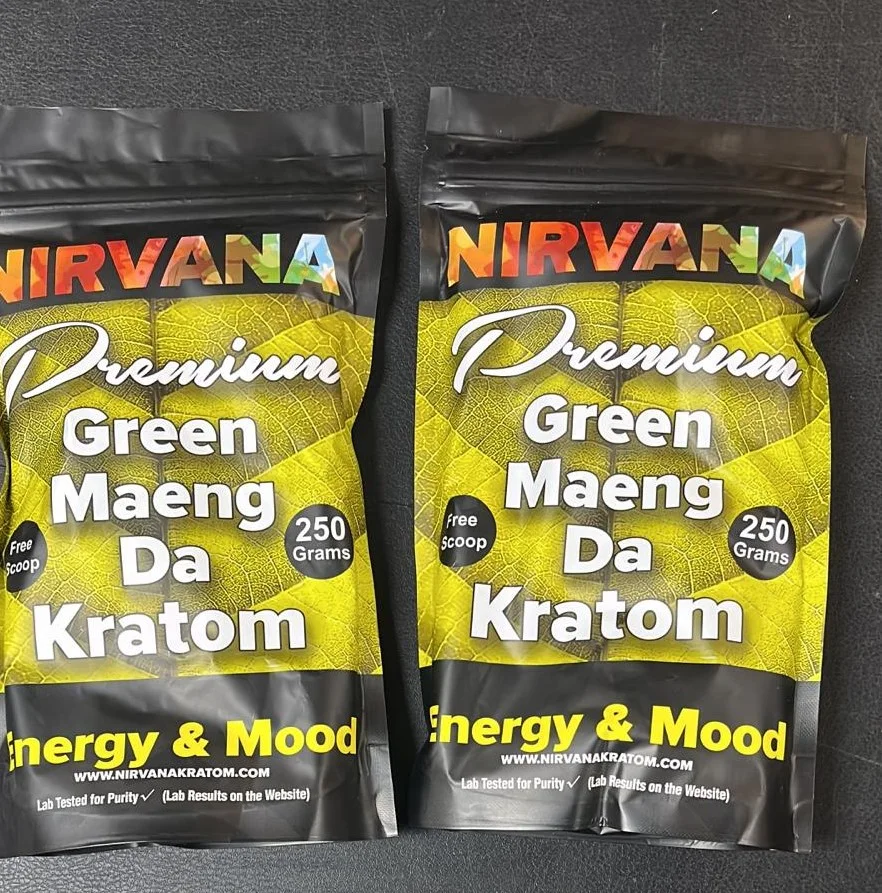 NIRVANA
Premium
Green
Maeng
Da
Kratom
Free
Scoop
250
Grams
Energy & Mood
WWW.NIRVANAKRATOM.COM
Lab Tested for Purity ✓ (Lab Results on the Website)
NIRVANA
Premium
Green
Maeng
Da
Kratom
Free
Scoop
250
Grams
Energy & Mood
WWW.NIRVANAKRATOM.COM
Lab Tested for Purity ✓ (Lab Results on the Website)